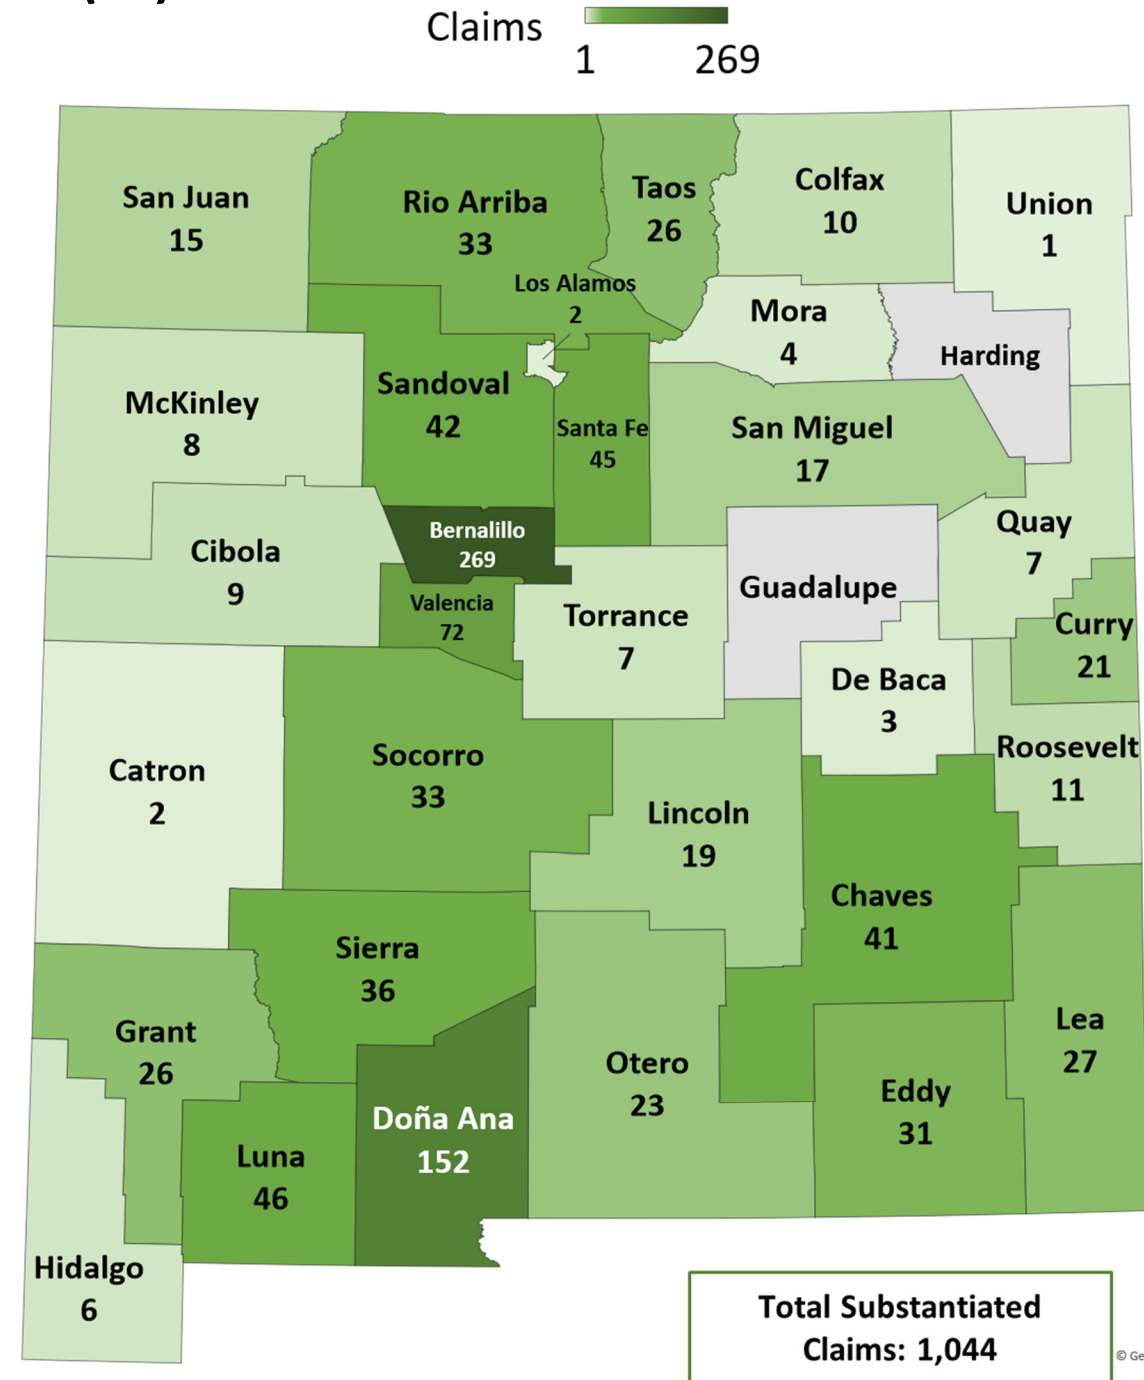 Claims
1 269
San Juan
15
Rio Arriba
33
Taos
26
Colfax
10
Union
1
Los Alamos
2
Mora
4
Harding
McKinley
8
Sandoval
42
Santa Fe
45
San Miguel
17
Quay
7
Cibola
9
Bernalillo
269
Valencia
72
Torrance
7
Guadalupe
Curry
21
De Baca
3
Catron
2
Socorro
33
Lincoln
19
Roosevelt
11
Chaves
41
Sierra
36
Grant
26
Doña Ana
152
Otero
23
Eddy
31
Lea
27
Luna
46
Hidalgo
6
Total Substantiated
Claims: 1,044
© Ge